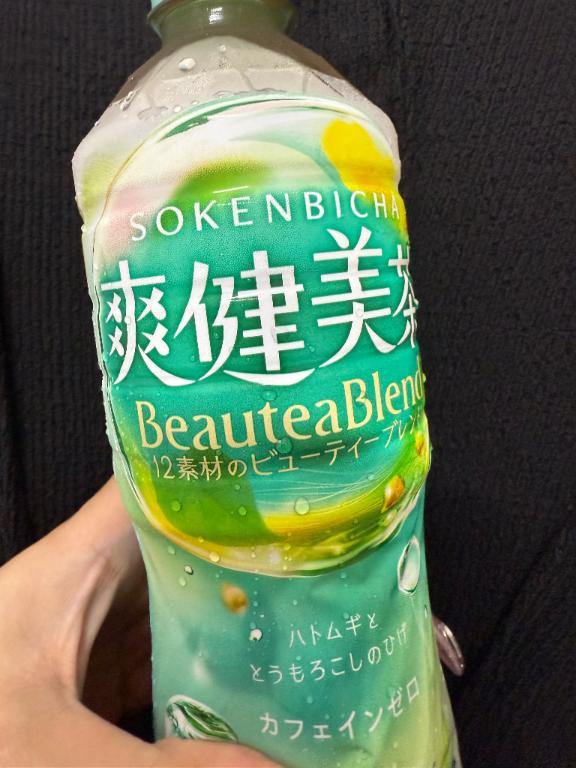 SOKENBICHA
爽健美茶
BeauteaBlend
12素材のビューティーブレンド
ハトムギと
とうもろこしのひげ
カフェインゼロ